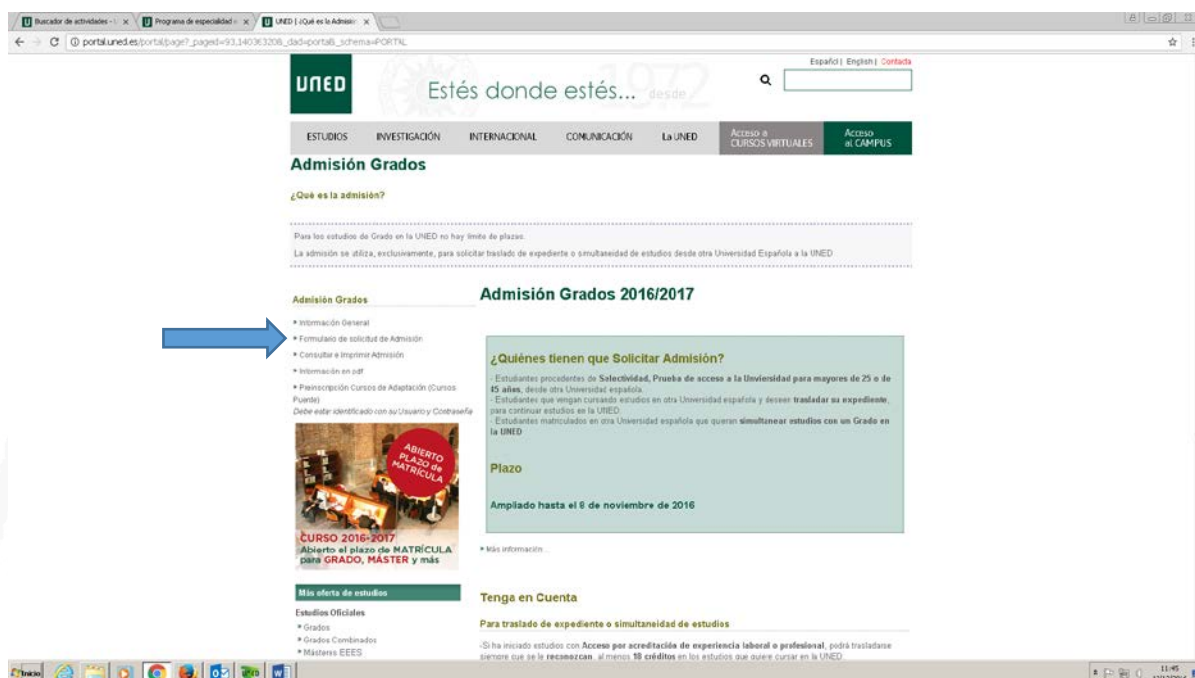 Buscador de actividades - U
Programa de especialidad e
UNED | ¿Qué es la Admisión
portal.uned.es/portal/page?_pageid=93,1403632&_dad=portal&_schema=PORTAL
Español | English | Contacta
UNED
Estés donde estés... desde 1972
ESTUDIOS INVESTIGACIÓN INTERNACIONAL COMUNICACIÓN La UNED Acceso a CURSOS VIRTUALES Acceso al CAMPUS
Admisión Grados
¿Qué es la admisión?
Para los estudios de Grado en la UNED no hay límite de plazas.
La admisión se utiliza, exclusivamente, para solicitar traslado de expediente o simultaneidad de estudios desde otra Universidad Española a la UNED
Admisión Grados
Información General
Formulario de solicitud de Admisión
Consultar e Imprimir Admisión
Información en pdf
Preinscripción Cursos de Adaptación (Cursos
Puente)
Debe estar identificado con su Usuario y Contraseña
ABIERTO
PLAZO de
MATRÍCULA
CURSO 2016-2017
Abierto el plazo de MATRÍCULA
para GRADO, MÁSTER y más
Más oferta de estudios
Estudios Oficiales
Grados
Grados Combinados
Másteres EEES
Admisión Grados 2016/2017
¿Quiénes tienen que Solicitar Admisión?
- Estudiantes procedentes de Selectividad, Prueba de acceso a la Unviersidad para mayores de 25 o de
45 años, desde otra Universidad española.
- Estudiantes que vengan cursando estudios en otra Universidad española y deseen trasladar su expediente,
para continuar estudios en la UNED.
- Estudiantes matriculados en otra Universidad española que quieran simultanear estudios con un Grado en
la UNED
Plazo
Ampliado hasta el 8 de noviembre de 2016
Más información...
Tenga en Cuenta
Para traslado de expediente o simultaneidad de estudios
-Si ha iniciado estudios con Acceso por acreditación de experiencia laboral o profesional, podrá trasladarse
siempre que se le reconozcan, al menos 18 créditos en los estudios que quiere cursar en la UNED.
Inicio
11:45